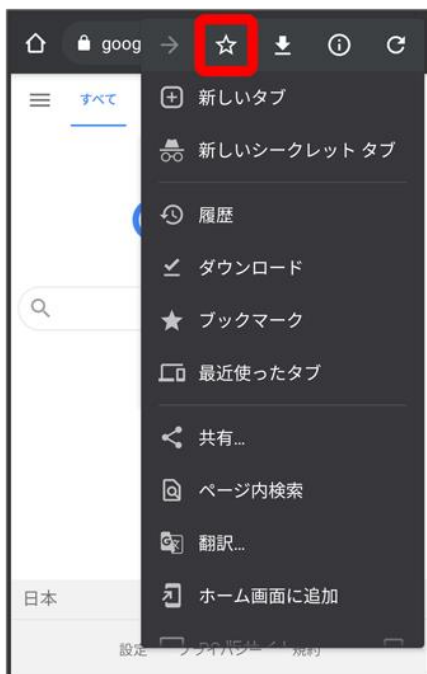 goog
すべて
新しいタブ
新しいシークレット タブ
履歴
ダウンロード
ブックマーク
最近使ったタブ
共有...
ページ内検索
翻訳...
ホーム画面に追加
日本
設定
規約